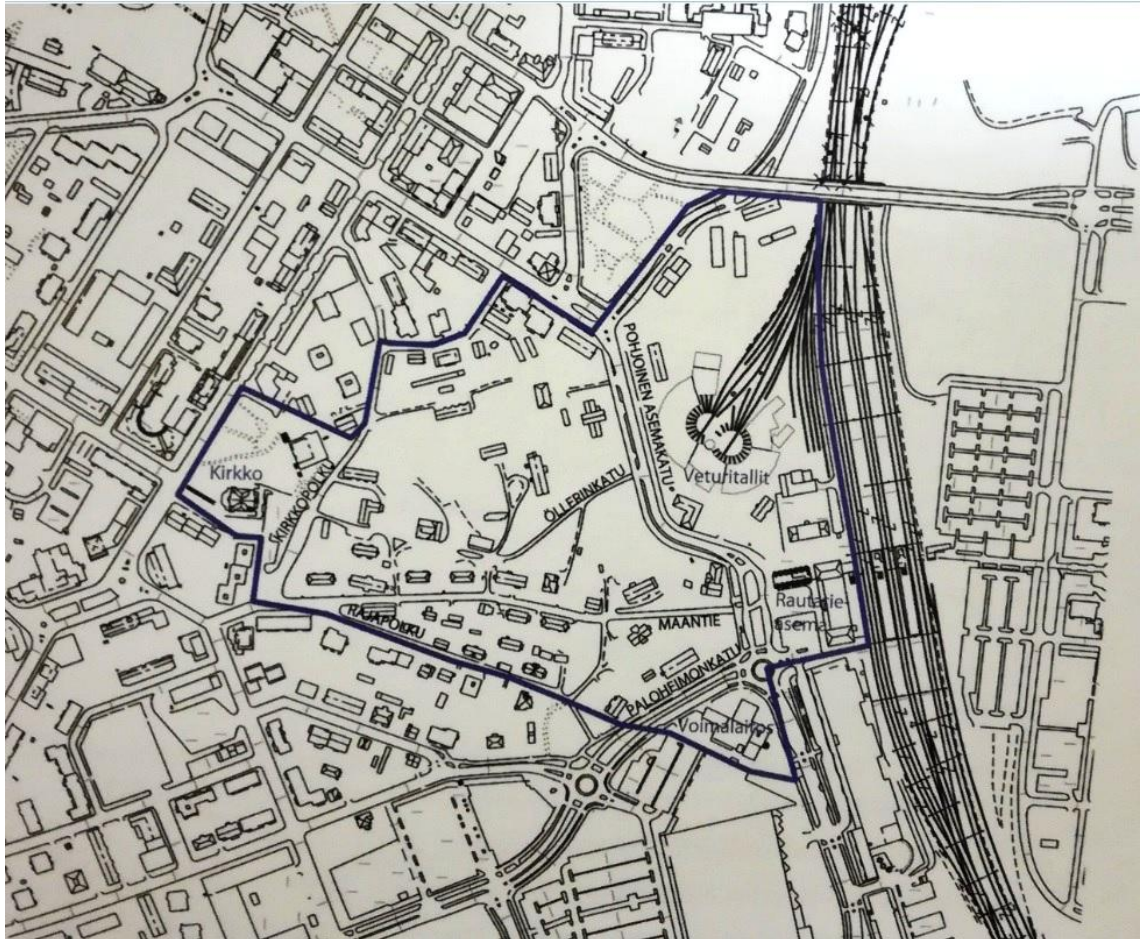 POHJOINEN ASEMAKATU
Veturitallit
Kirkko
KIRKKOPOLKU
ÖLLERINKATU
Rautatie-
asema
RAJAPOLKU
MAANTIE
PALOHEIMONKATU
Voimalaitos